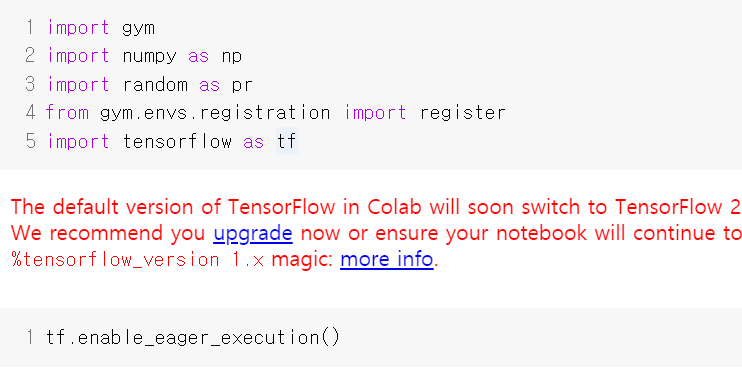 1 import gym
2 import numpy as np
3 import random as pr
4 from gym.envs.registration import register
5 import tensorflow as tf
The default version of TensorFlow in Colab will soon switch to TensorFlow 2
We recommend you upgrade now or ensure your notebook will continue to
%tensorflow_version 1.x magic: more info.
1 tf.enable_eager_execution()